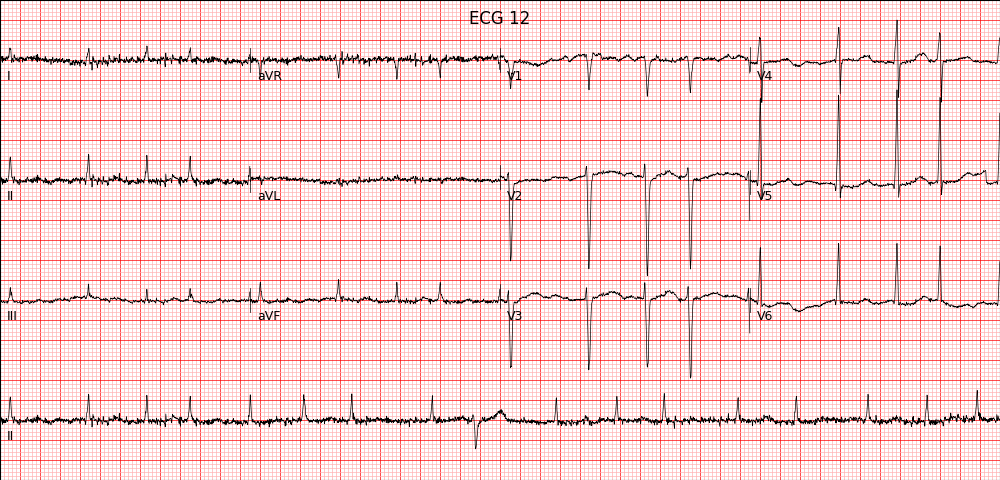 ECG 12
I aVR V1 V4
II aVL V2 V5
III aVF V3 V6
II